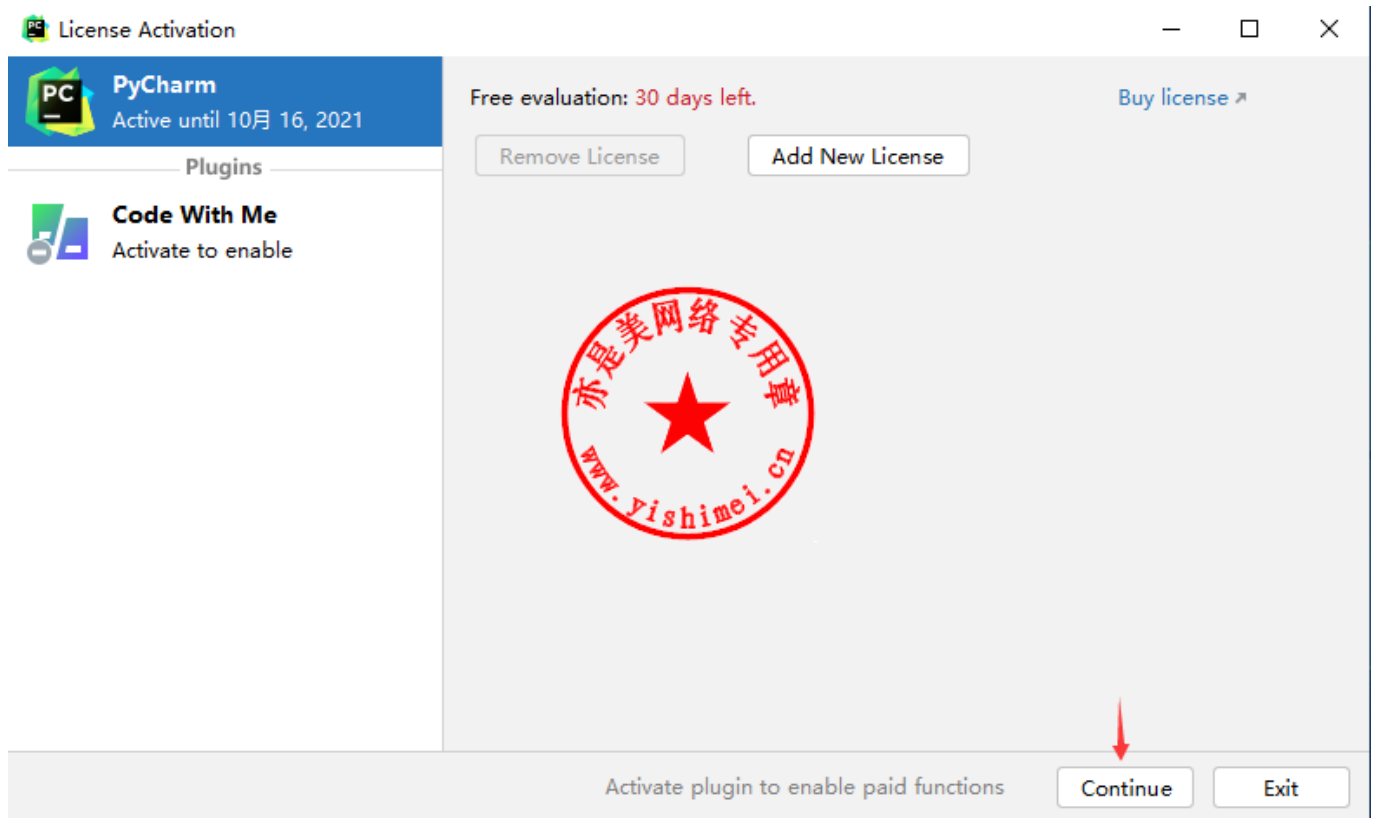 License Activation
PC
PyCharm
Active until 10月 16, 2021
Plugins
Code With Me
Activate to enable
Free evaluation: 30 days left.
Buy license
Remove License
Add New License
亦是美网络专用章
www.yishimei.cn
Activate plugin to enable paid functions
Continue
Exit